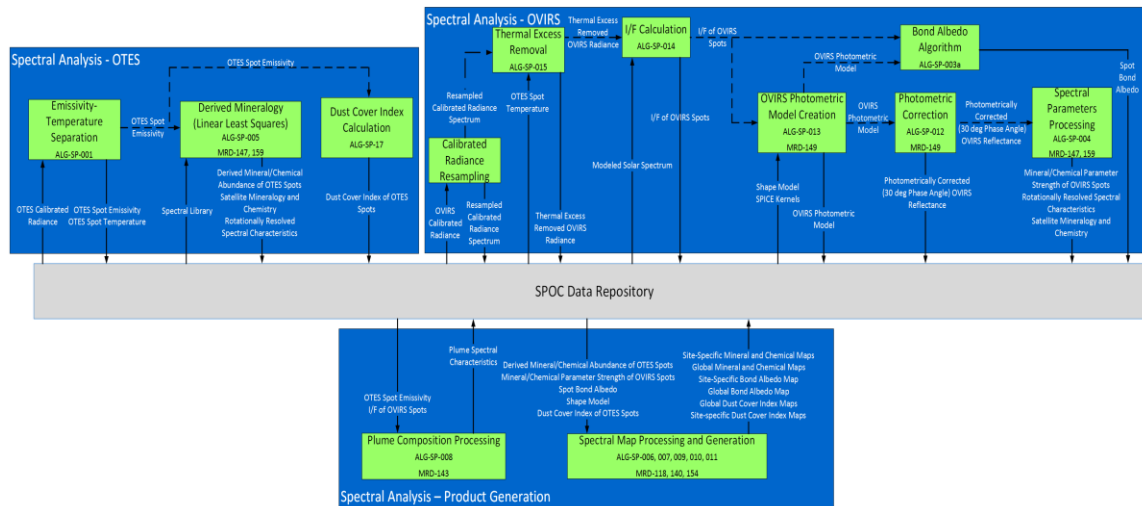 Spectral Analysis - OTES
OTES Spot Emissivity
Emissivity-
Temperature
Separation
ALG-SP-001
OTES Spot
Emissivity
Derived Mineralogy
(Linear Least Squares)
ALG-SP-005
MRD-147, 159
Dust Cover Index
Calculation
ALG-SP-17
OTES Calibrated
Radiance
OTES Spot Emissivity
OTES Spot Temperature
Spectral Library
Derived Mineral/Chemical
Abundance of OTES Spots
Satellite Mineralogy and
Chemistry
Rotationally Resolved
Spectral Characteristics
Dust Cover Index of OTES
Spots
Spectral Analysis - OVIRS
Thermal Excess
Removal
ALG-SP-015
Thermal Excess
Removed
OVIRS Radiance
I/F Calculation
ALG-SP-014
I/F of OVIRS
Spots
Bond Albedo
Algorithm
ALG-SP-003a
Resampled
Calibrated Radiance
Spectrum
OTES Spot
Temperature
I/F of OVIRS Spots
OVIRS Photometric
Model
Spot
Bond
Albedo
Calibrated
Radiance
Resampling
OVIRS Photometric
Model Creation
ALG-SP-013
MRD-149
OVIRS
Photometric
Model
Photometric
Correction
ALG-SP-012
MRD-149
Photometrically
Corrected
(30 deg Phase Angle)
OVIRS
Reflectance
Spectral
Parameters
Processing
ALG-SP-004
MRD-147, 159
OVIRS
Calibrated
Radiance
Resampled
Calibrated
Radiance
Spectrum
Thermal Excess
Removed OVIRS
Radiance
Modeled Solar Spectrum
Shape Model
SPICE Kernels
OVIRS Photometric
Model
Photometrically Corrected
(30 deg Phase Angle) OVIRS
Reflectance
Mineral/Chemical Parameter
Strength of OVIRS Spots
Rotationally Resolved Spectral
Characteristics
Satellite Mineralogy and
Chemistry
SPOC Data Repository
OTES Spot Emissivity
I/F of OVIRS Spots
Plume Spectral
Characteristics
Derived Mineral/Chemical Abundance of OTES Spots
Mineral/Chemical Parameter Strength of OVIRS Spots
Spot Bond Albedo
Shape Model
Dust Cover Index of OTES Spots
Site-Specific Mineral and Chemical Maps
Global Mineral and Chemical Maps
Site-Specific Bond Albedo Map
Global Bond Albedo Map
Global Dust Cover Index Maps
Site-specific Dust Cover Index Maps
Plume Composition Processing
ALG-SP-008
MRD-143
Spectral Map Processing and Generation
ALG-SP-006, 007, 009, 010, 011
MRD-118, 140, 154
Spectral Analysis – Product Generation